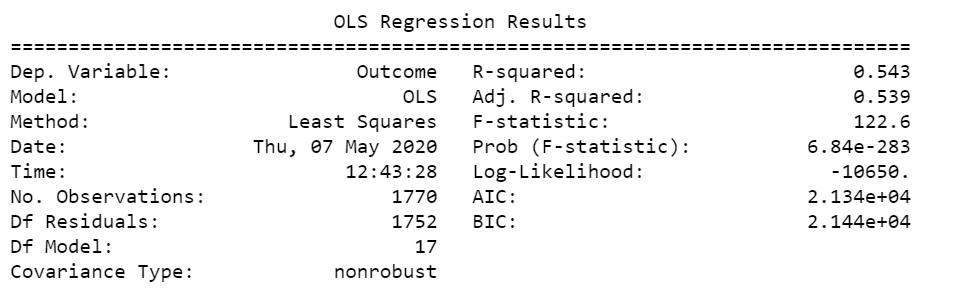 OLS Regression Results
==============================================================================
Dep. Variable: Outcome R-squared: 0.543
Model: OLS Adj. R-squared: 0.539
Method: Least Squares F-statistic: 122.6
Date: Thu, 07 May 2020 Prob (F-statistic): 6.84e-283
Time: 12:43:28 Log-Likelihood: -10650.
No. Observations: 1770 AIC: 2.134e+04
Df Residuals: 1752 BIC: 2.144e+04
Df Model: 17
Covariance Type: nonrobust